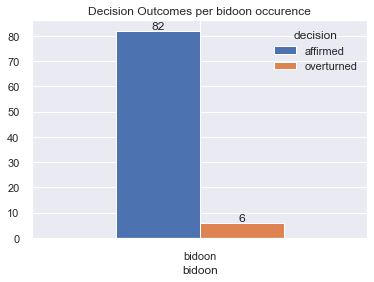 Decision Outcomes per bidoon occurence
82
decision
affirmed
overturned
80
70
60
50
40
30
20
10
0
6
bidoon
bidoon